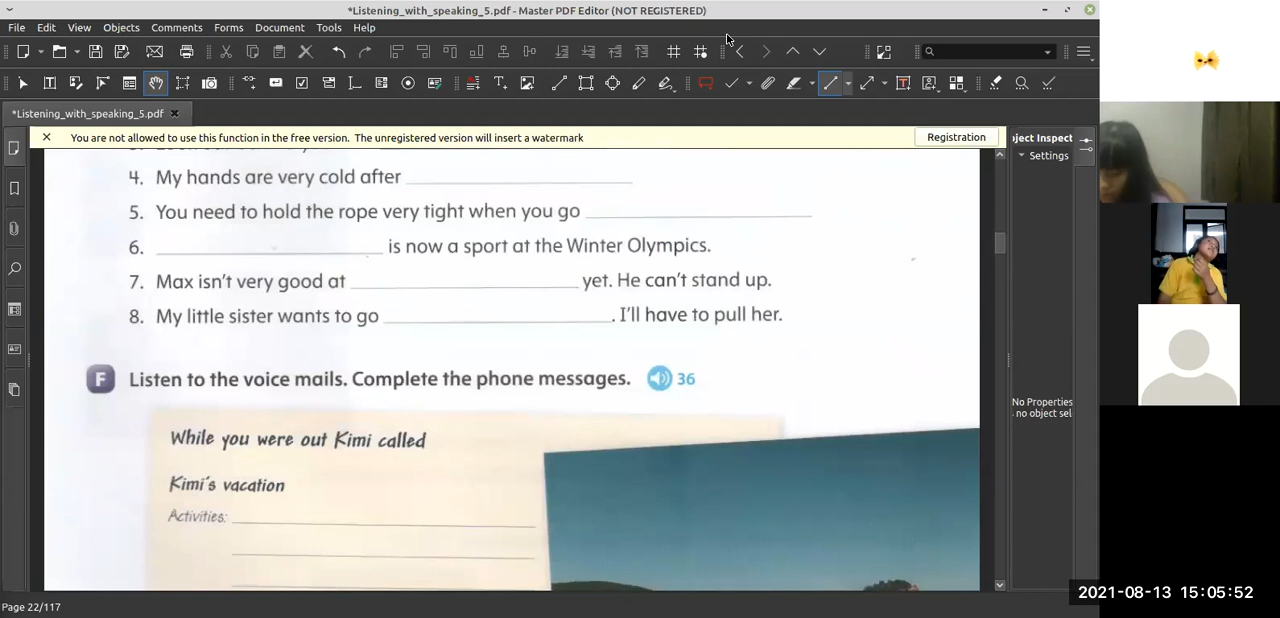 *Listening_with_speaking_5.pdf - Master PDF Editor (NOT REGISTERED)
File Edit View Objects Comments Forms Document Tools Help
*Listening_with_speaking_5.pdf
You are not allowed to use this function in the free version. The unregistered version will insert a watermark
Registration
ject Inspect
Settings
4. My hands are very cold after
5. You need to hold the rope very tight when you go
6. is now a sport at the Winter Olympics.
7. Max isn't very good at yet. He can't stand up.
8. My little sister wants to go . I'll have to pull her.
F Listen to the voice mails. Complete the phone messages. 36
No Properties
no object sel
While you were out Kimi called
Kimi's vacation
Activities:
Page 22/117
2021-08-13 15:05:52